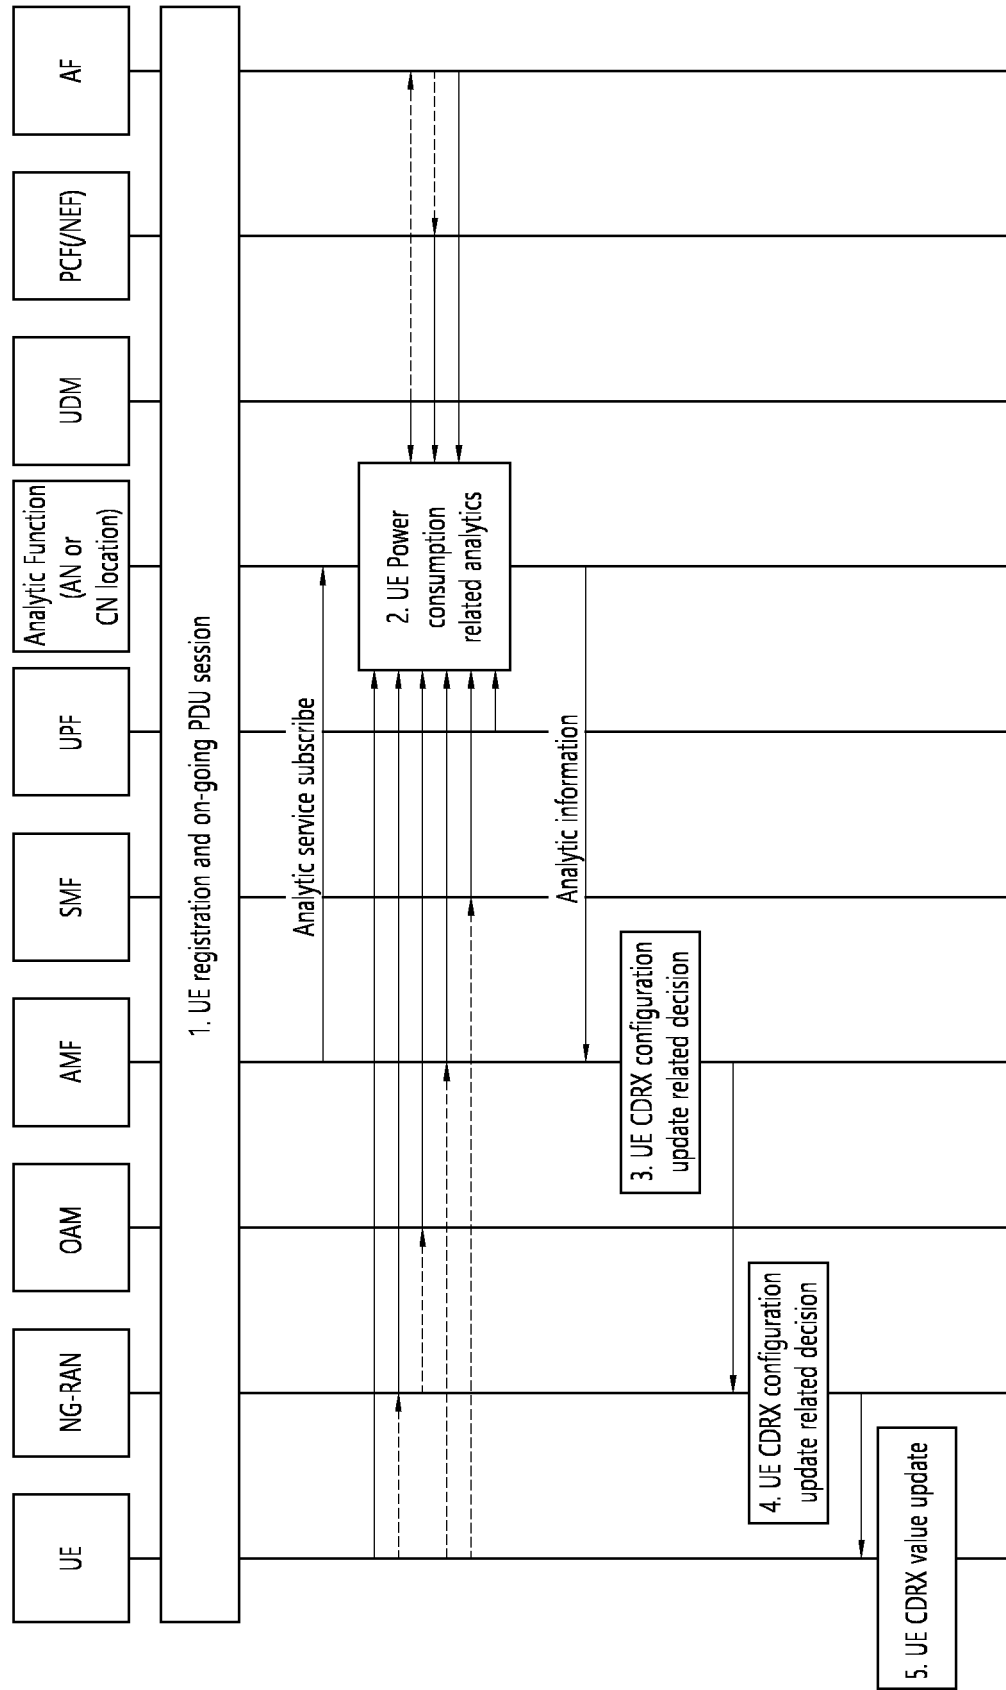 UE
NG-RAN
OAM
AMF
SMF
UPF
Analytic Function
(AN or
CN location)
UDM
PCF(/NEF)
AF
1. UE registration and on-going PDU session
Analytic service subscribe
2. UE Power
consumption
related analytics
Analytic information
3. UE CDRX configuration
update related decision
4. UE CDRX configuration
update related decision
5. UE CDRX value update